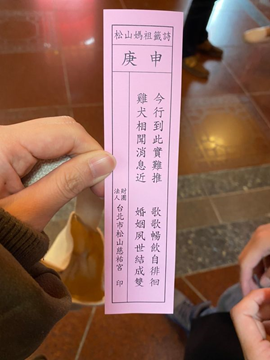 松山媽祖籤詩
庚申
今行到此實難推　歌歌暢飲自徘徊
雞犬相聞消息近　婚姻夙世結成雙
財團法人台北市松山慈祐宮　印